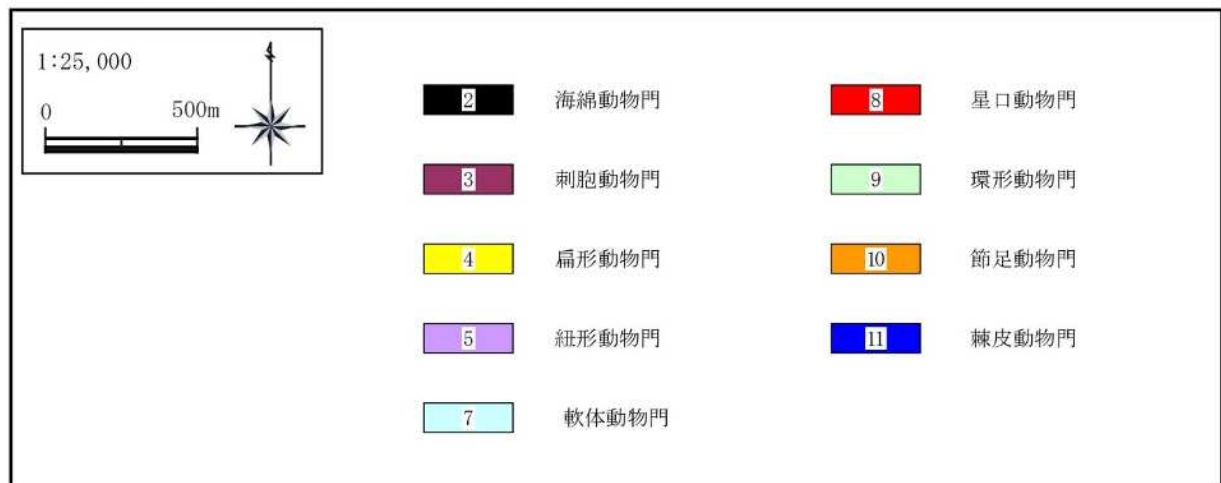 1:25,000
0 500m
2 海綿動物門
3 刺胞動物門
4 扁形動物門
5 紐形動物門
7 軟体動物門
8 星口動物門
9 環形動物門
10 節足動物門
11 棘皮動物門